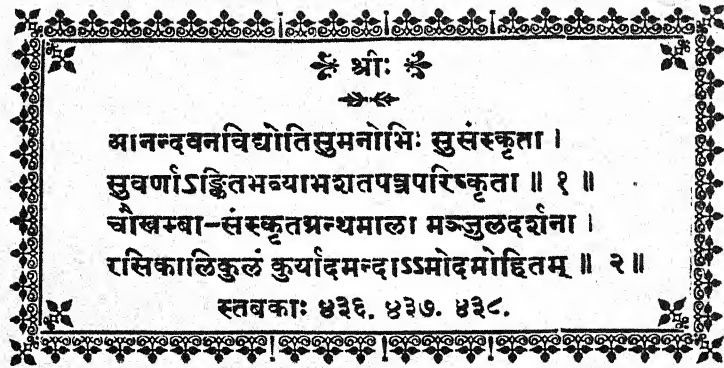 श्रीः
आनन्दवनविद्योतिसुमनोभिः सुसंस्कृता ।
सुवर्णाऽङ्कितभव्याभशतपत्रपरिष्कृता ॥ १ ॥
चौखम्बा-संस्कृतग्रन्थमाला मञ्जुलदर्शना ।
रसिकालिकुलं कुर्यादमन्दाऽऽमोदमोहितम् ॥ २॥
स्तबकाः ४३६. ४३७. ४३८.